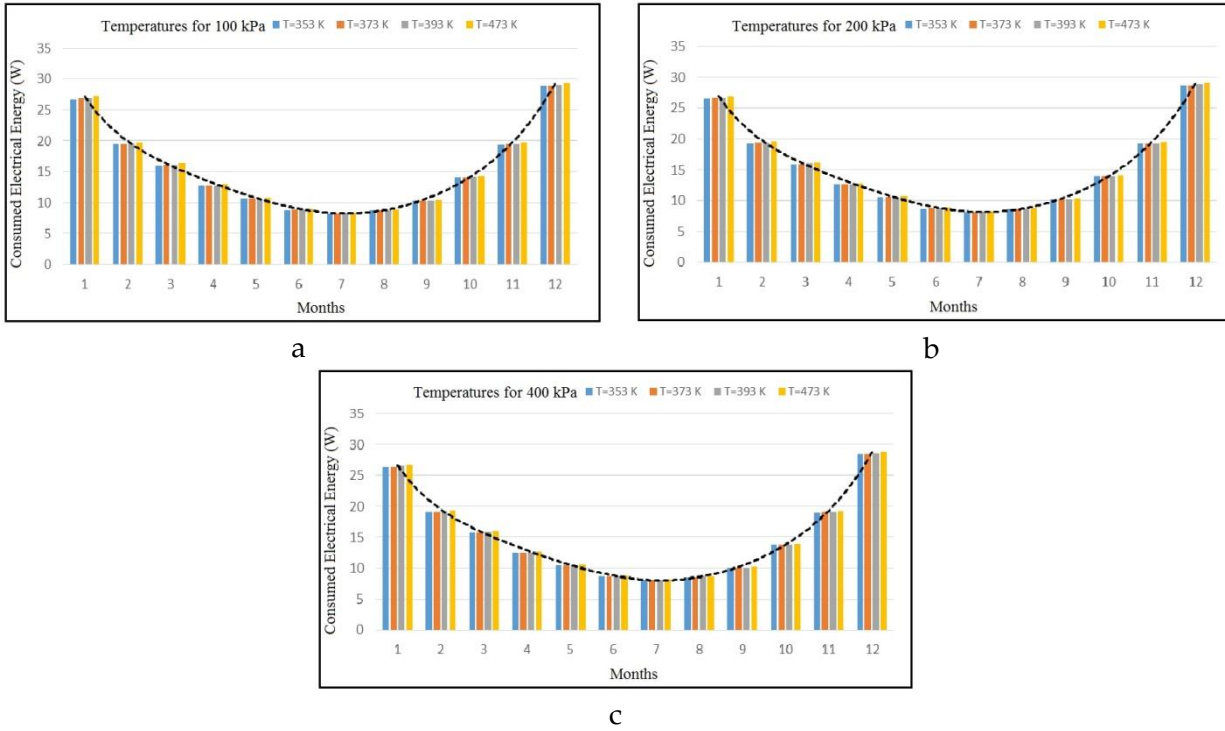 Temperatures for 100 kPa T=353 K T=373 K T=393 K T=473 K
Consumed Electrical Energy (W)
35
30
25
20
15
10
5
0
1 2 3 4 5 6 7 8 9 10 11 12
Months
a
Temperatures for 200 kPa T=353 K T=373 K T=393 K T=473 K
Consumed Electrical Energy (W)
35
30
25
20
15
10
5
0
1 2 3 4 5 6 7 8 9 10 11 12
Months
b
Temperatures for 400 kPa T=353 K T=373 K T=393 K T=473 K
Consumed Electrical Energy (W)
35
30
25
20
15
10
5
0
1 2 3 4 5 6 7 8 9 10 11 12
Months
c